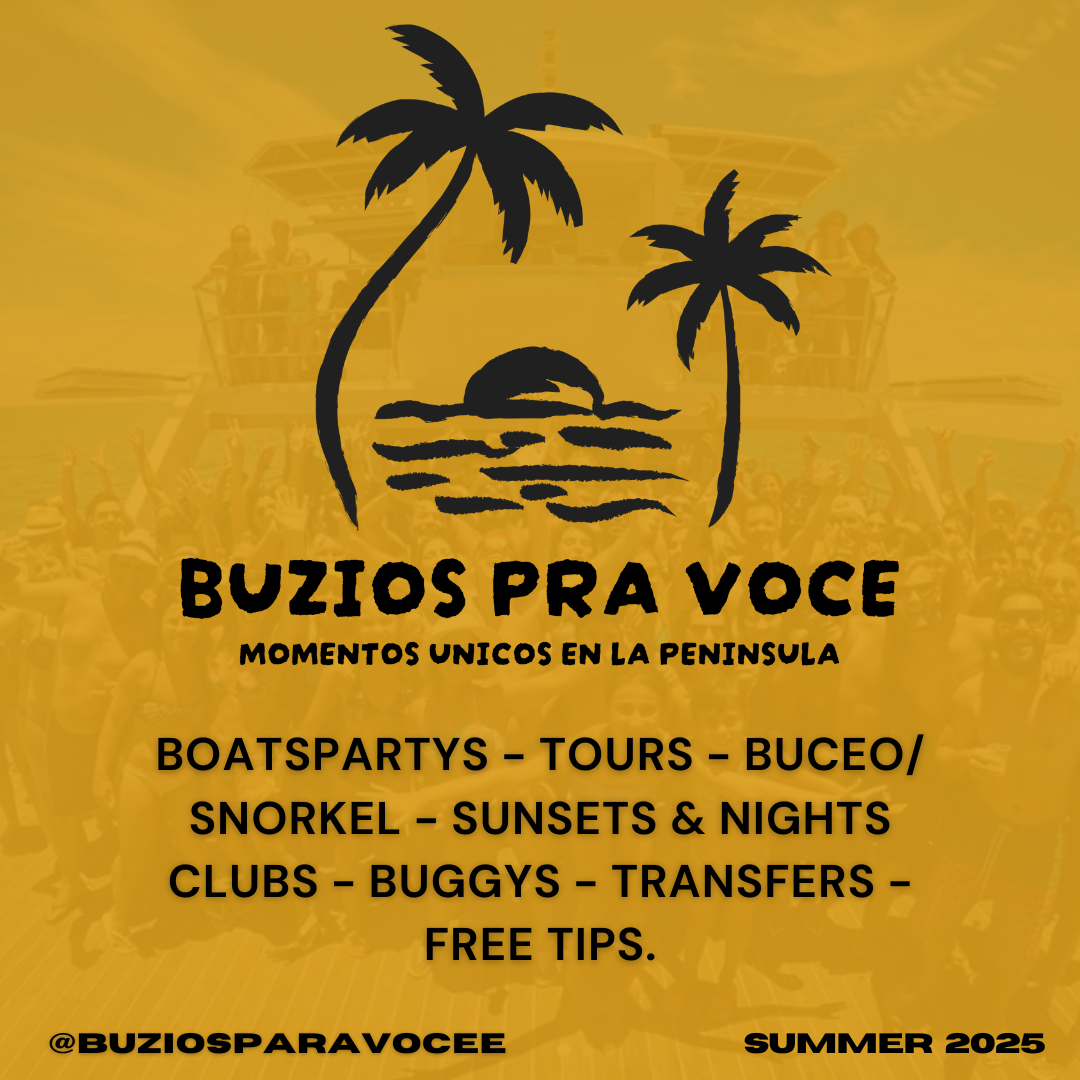 BUZIOS PRA VOCE
MOMENTOS UNICOS EN LA PENINSULA
BOATSPARTYS - TOURS - BUCEO/
SNORKEL - SUNSETS & NIGHTS
CLUBS - BUGGYS - TRANSFERS -
FREE TIPS.
@BUZIOSPARAVOCEE
SUMMER 2025